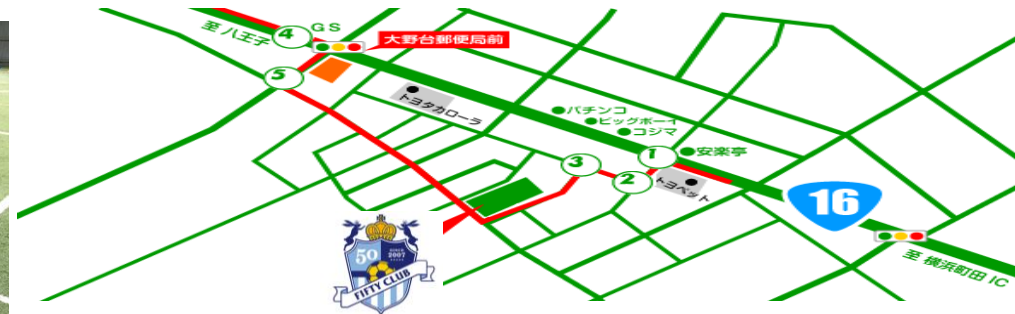 至 八王子
4
GS
大野台郵便局前
5
トヨタカローラ
●パチンコ
●ビッグボーイ
●コジマ
1
●安楽亭
3
2
トヨペット
16
至 横浜町田 IC
50
SINCE
2007
FIFTY CLUB